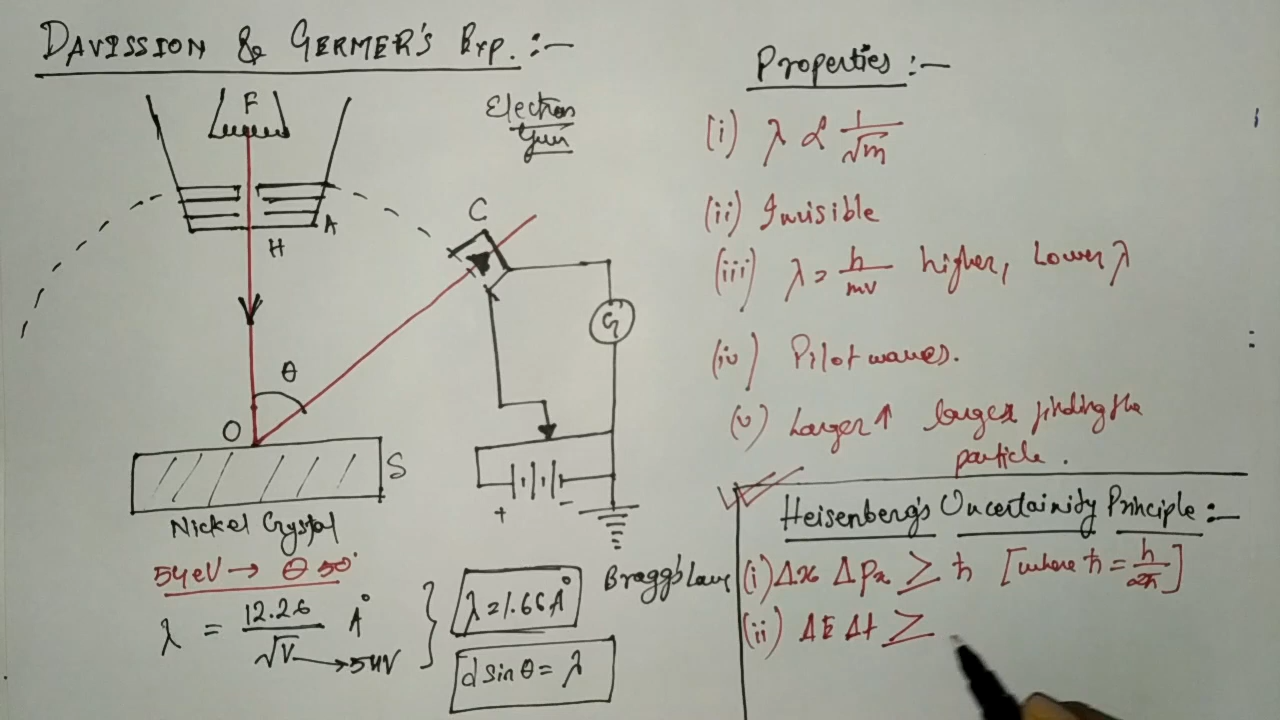 DAVISSION & GERMER'S Exp. :-
F
Electron
Gun
A
H
C
G
θ
O
S
+
-
Nickel Crystal
54eV → θ 50°
λ = 12.26 / √V A° → 54V
λ = 1.66 A°
Bragg's Law
d sin θ = λ
Properties :-
(i) λ ∝ 1/√m
(ii) Invisible
(iii) λ = h/mv higher, Lower λ
(iv) Pilot waves.
(v) Larger ↑ larger finding the
particle.
Heisenberg's Uncertainity Principle :-
(i) Δx Δpx ≥ ħ [where ħ = h/2π]
(ii) ΔE Δt ≥